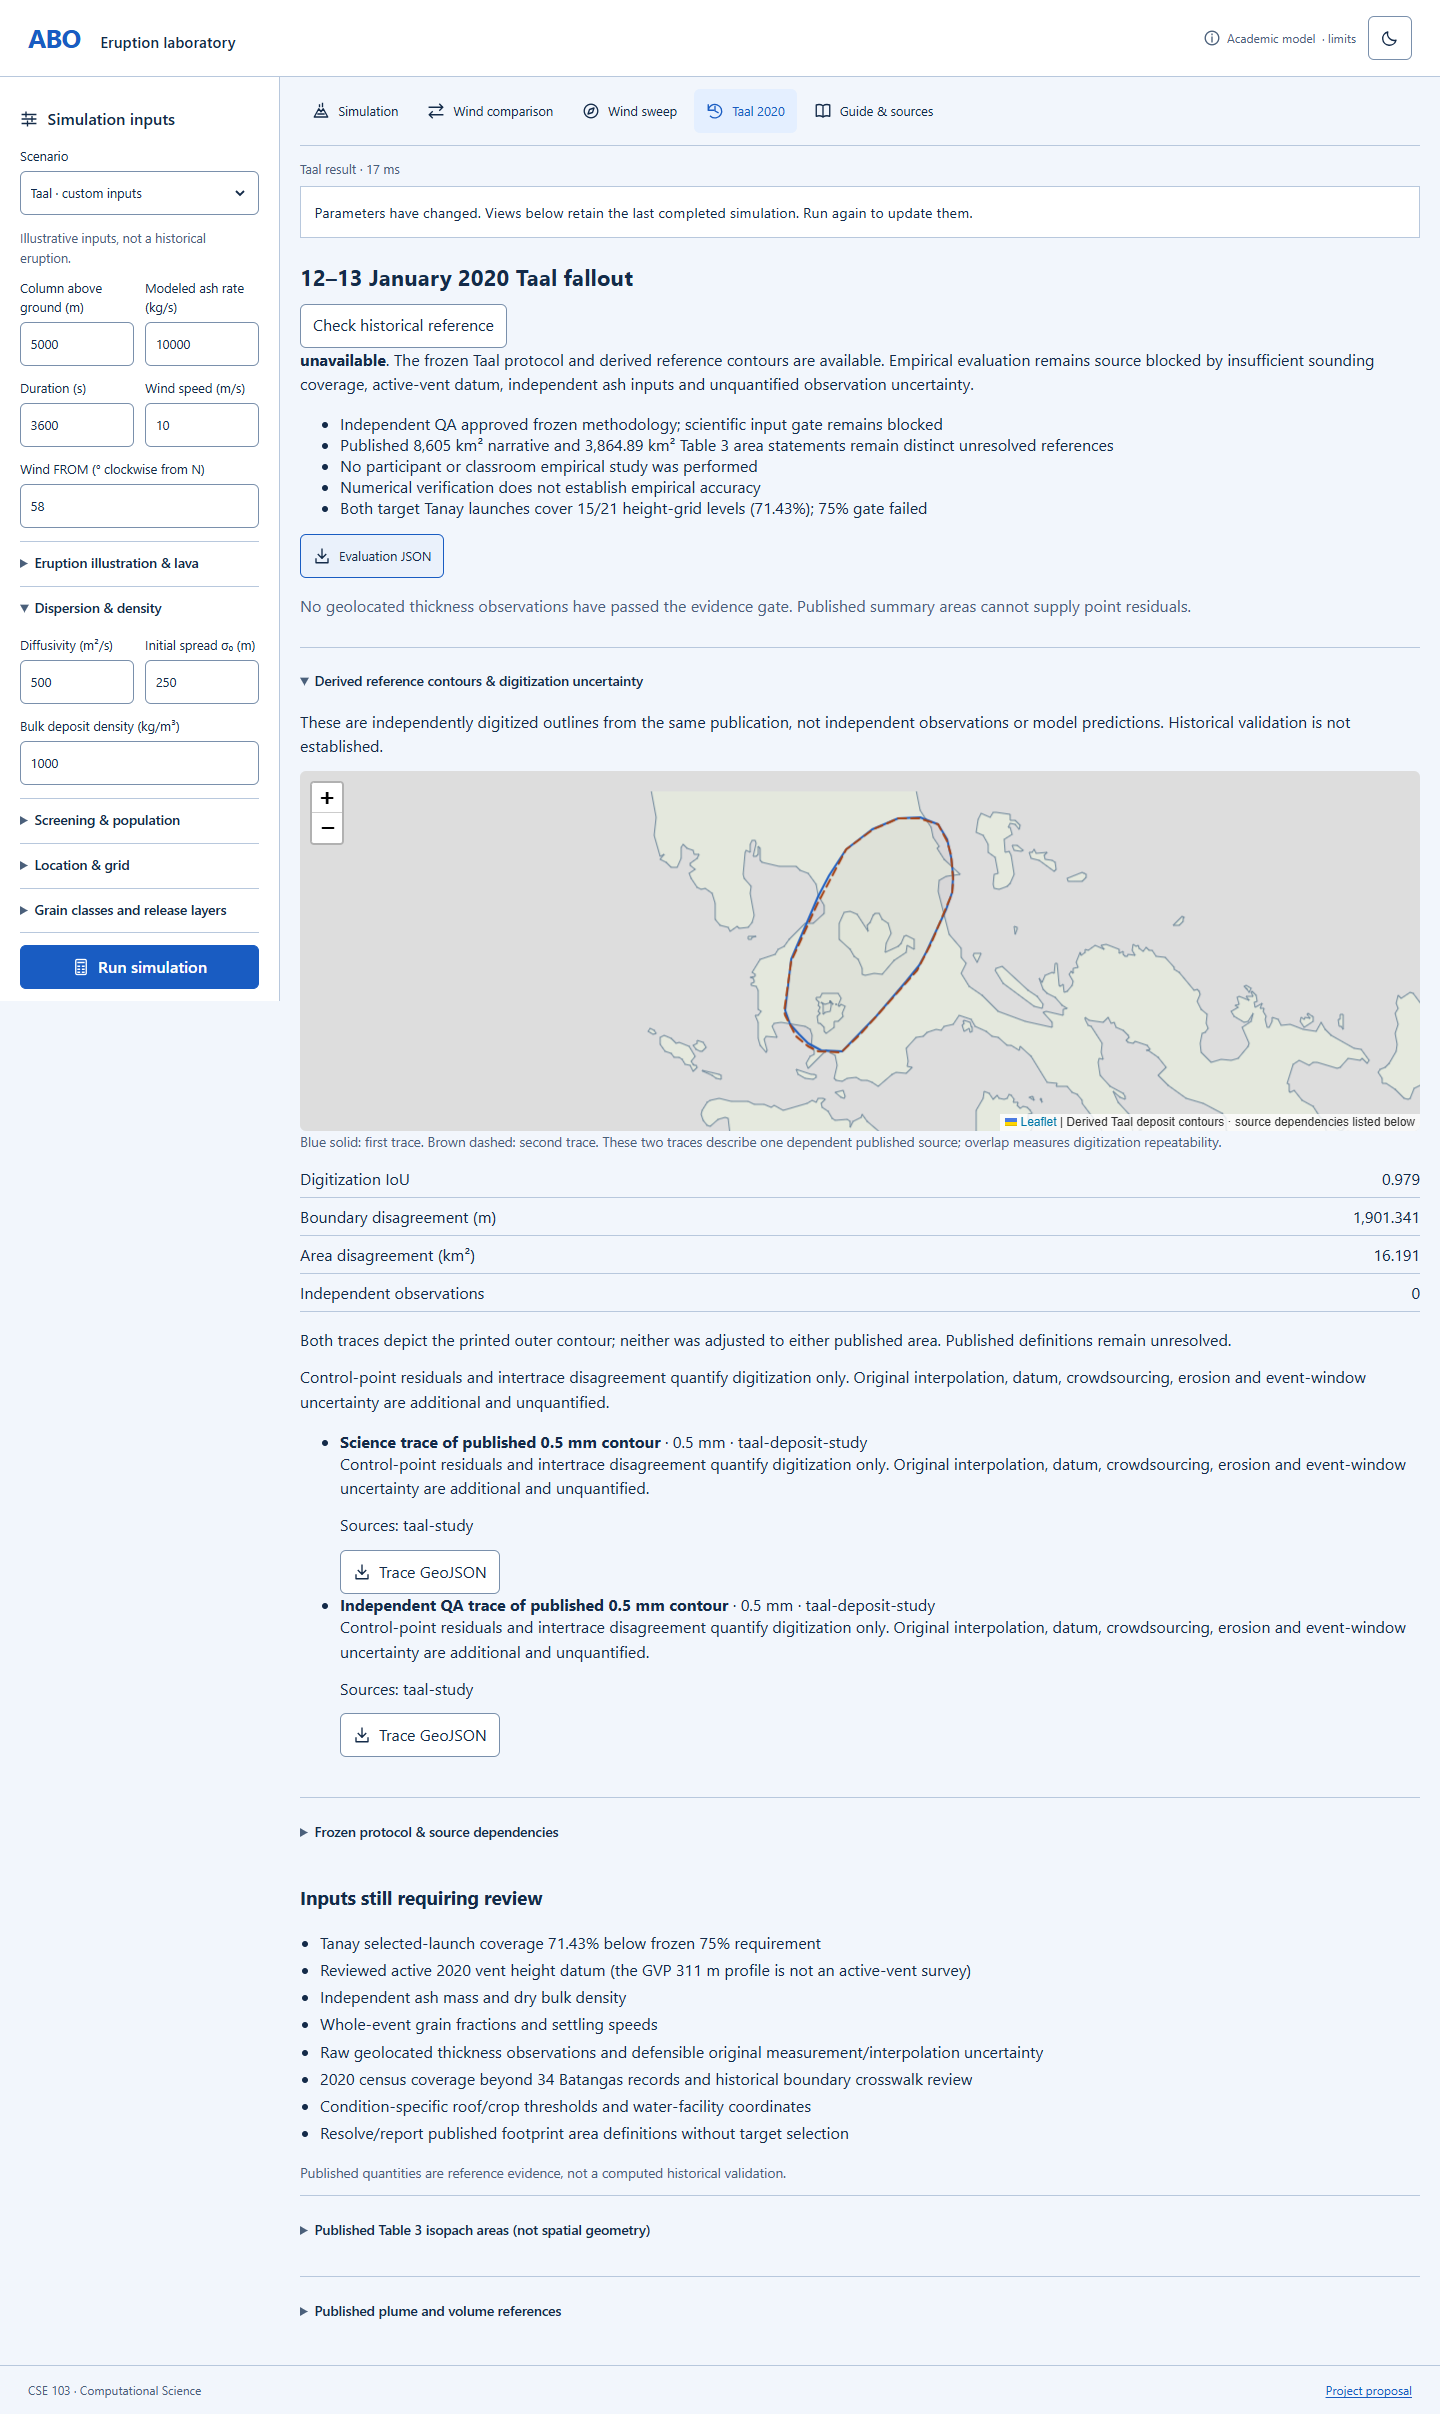 ABO Eruption laboratory
Academic model · limits
Simulation inputs
Scenario
Taal · custom inputs
Illustrative inputs, not a historical
eruption.
Column above
ground (m)
Modeled ash rate
(kg/s)
5000
10000
Duration (s)
Wind speed (m/s)
3600
10
Wind FROM (° clockwise from N)
58
Eruption illustration & lava
Dispersion & density
Diffusivity (m²/s)
Initial spread σ₀ (m)
500
250
Bulk deposit density (kg/m³)
1000
Screening & population
Location & grid
Grain classes and release layers
Run simulation
Simulation
Wind comparison
Wind sweep
Taal 2020
Guide & sources
Taal result · 17 ms
Parameters have changed. Views below retain the last completed simulation. Run again to update them.
12–13 January 2020 Taal fallout
Check historical reference
unavailable. The frozen Taal protocol and derived reference contours are available. Empirical evaluation remains source blocked by insufficient sounding
coverage, active-vent datum, independent ash inputs and unquantified observation uncertainty.
Independent QA approved frozen methodology; scientific input gate remains blocked
Published 8,605 km² narrative and 3,864.89 km² Table 3 area statements remain distinct unresolved references
No participant or classroom empirical study was performed
Numerical verification does not establish empirical accuracy
Both target Tanay launches cover 15/21 height-grid levels (71.43%); 75% gate failed
Evaluation JSON
No geolocated thickness observations have passed the evidence gate. Published summary areas cannot supply point residuals.
Derived reference contours & digitization uncertainty
These are independently digitized outlines from the same publication, not independent observations or model predictions. Historical validation is not
established.
+
−
Leaflet | Derived Taal deposit contours · source dependencies listed below
Blue solid: first trace. Brown dashed: second trace. These two traces describe one dependent published source; overlap measures digitization repeatability.
Digitization IoU 0.979
Boundary disagreement (m) 1,901.341
Area disagreement (km²) 16.191
Independent observations 0
Both traces depict the printed outer contour; neither was adjusted to either published area. Published definitions remain unresolved.
Control-point residuals and intertrace disagreement quantify digitization only. Original interpolation, datum, crowdsourcing, erosion and event-window
uncertainty are additional and unquantified.
Science trace of published 0.5 mm contour · 0.5 mm · taal-deposit-study
Control-point residuals and intertrace disagreement quantify digitization only. Original interpolation, datum, crowdsourcing, erosion and event-window
uncertainty are additional and unquantified.
Sources: taal-study
Trace GeoJSON
Independent QA trace of published 0.5 mm contour · 0.5 mm · taal-deposit-study
Control-point residuals and intertrace disagreement quantify digitization only. Original interpolation, datum, crowdsourcing, erosion and event-window
uncertainty are additional and unquantified.
Sources: taal-study
Trace GeoJSON
Frozen protocol & source dependencies
Inputs still requiring review
Tanay selected-launch coverage 71.43% below frozen 75% requirement
Reviewed active 2020 vent height datum (the GVP 311 m profile is not an active-vent survey)
Independent ash mass and dry bulk density
Whole-event grain fractions and settling speeds
Raw geolocated thickness observations and defensible original measurement/interpolation uncertainty
2020 census coverage beyond 34 Batangas records and historical boundary crosswalk review
Condition-specific roof/crop thresholds and water-facility coordinates
Resolve/report published footprint area definitions without target selection
Published quantities are reference evidence, not a computed historical validation.
Published Table 3 isopach areas (not spatial geometry)
Published plume and volume references
CSE 103 · Computational Science
Project proposal